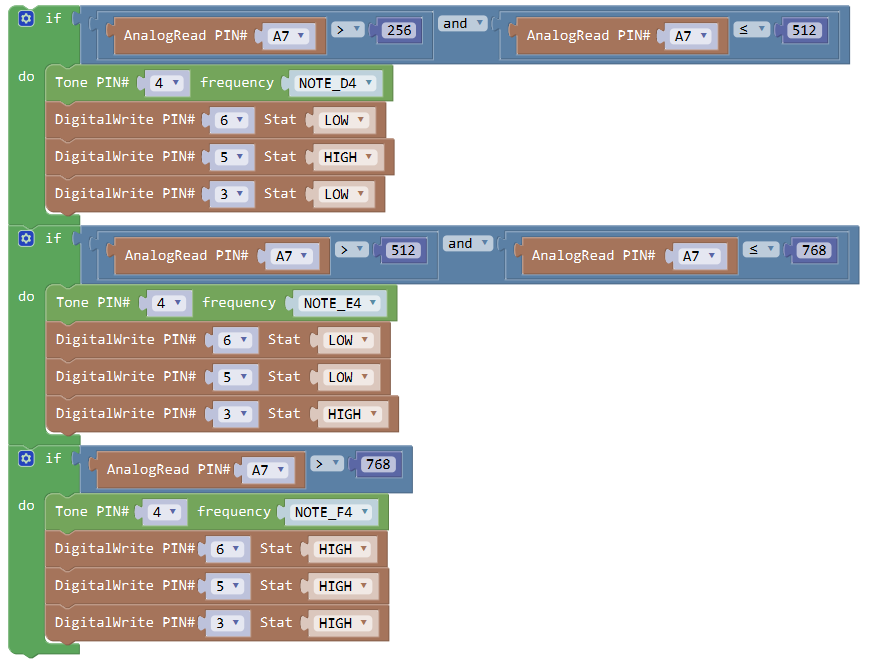 if AnalogRead PIN# A7 > 256 and AnalogRead PIN# A7 ≤ 512
do Tone PIN# 4 frequency NOTE_D4
DigitalWrite PIN# 6 Stat LOW
DigitalWrite PIN# 5 Stat HIGH
DigitalWrite PIN# 3 Stat LOW
if AnalogRead PIN# A7 > 512 and AnalogRead PIN# A7 ≤ 768
do Tone PIN# 4 frequency NOTE_E4
DigitalWrite PIN# 6 Stat LOW
DigitalWrite PIN# 5 Stat LOW
DigitalWrite PIN# 3 Stat HIGH
if AnalogRead PIN# A7 > 768
do Tone PIN# 4 frequency NOTE_F4
DigitalWrite PIN# 6 Stat HIGH
DigitalWrite PIN# 5 Stat HIGH
DigitalWrite PIN# 3 Stat HIGH